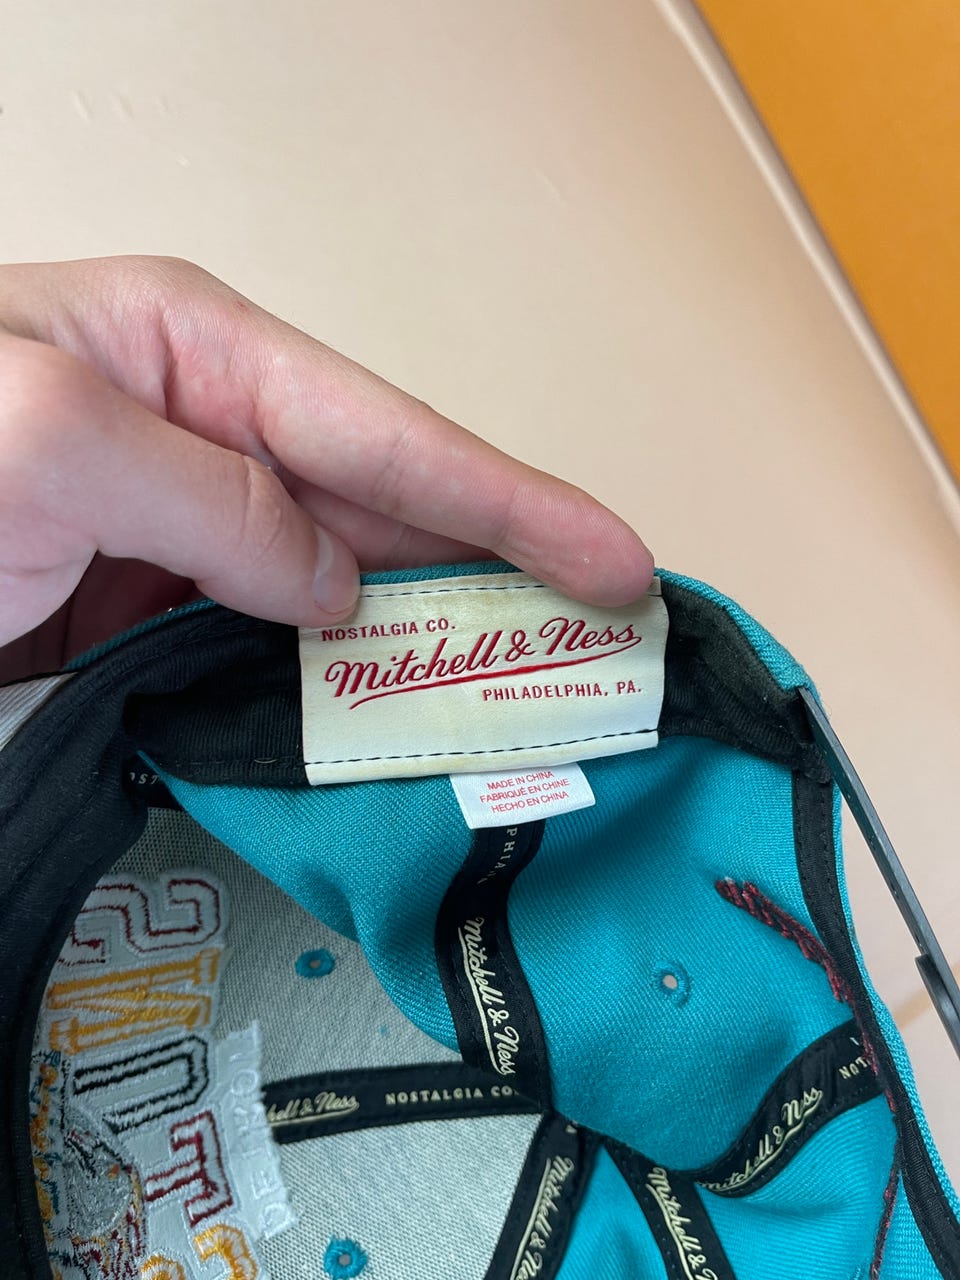 NOSTALGIA CO.
Mitchell & Ness
PHILADELPHIA, PA.
MADE IN CHINA
FABRIQUÉ EN CHINE
HECHO EN CHINA
Mitchell & Ness
Mitchell & Ness
NOSTALGIA CO.
Mitchell & Ness
Mitchell & Ness